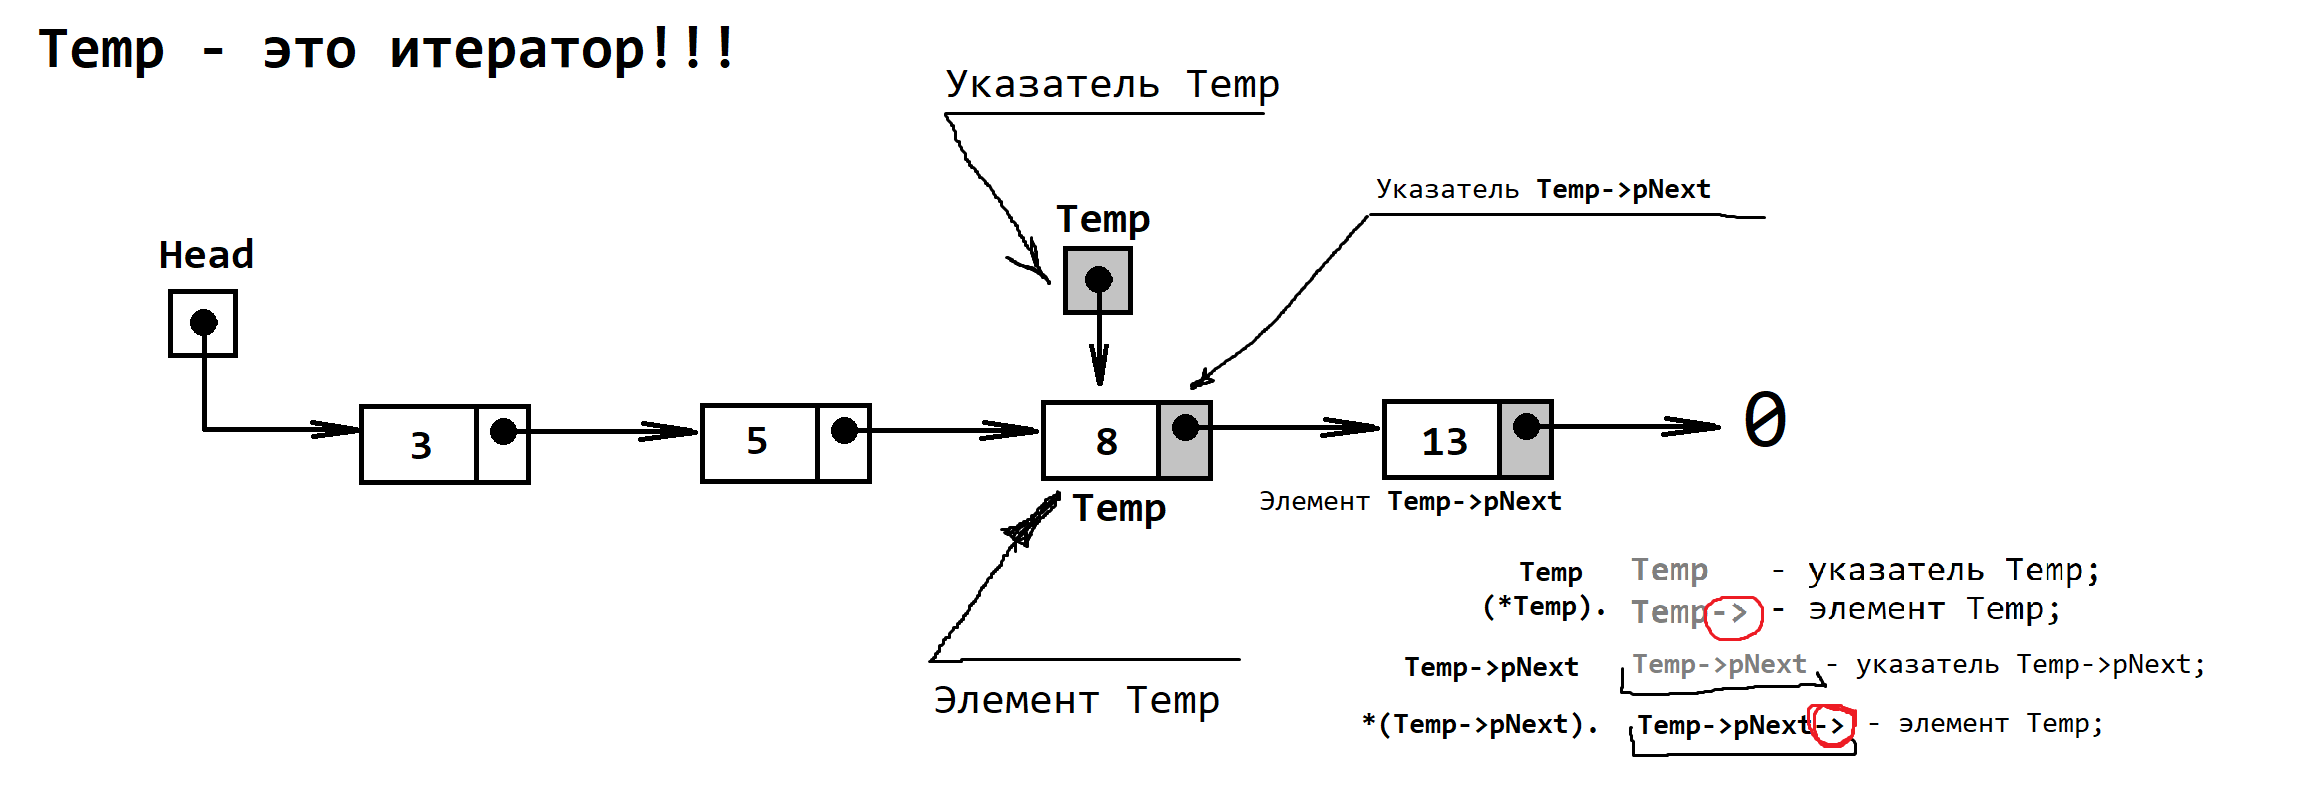 Temp - это итератор!!!
Указатель Temp
Указатель Temp->pNext
Temp
Head
3
5
8
13
0
Temp
Элемент Temp->pNext
Temp Temp - указатель Temp;
(*Temp). Temp-> - элемент Temp;
Temp->pNext Temp->pNext - указатель Temp->pNext;
Элемент Temp
*(Temp->pNext). Temp->pNext-> - элемент Temp;